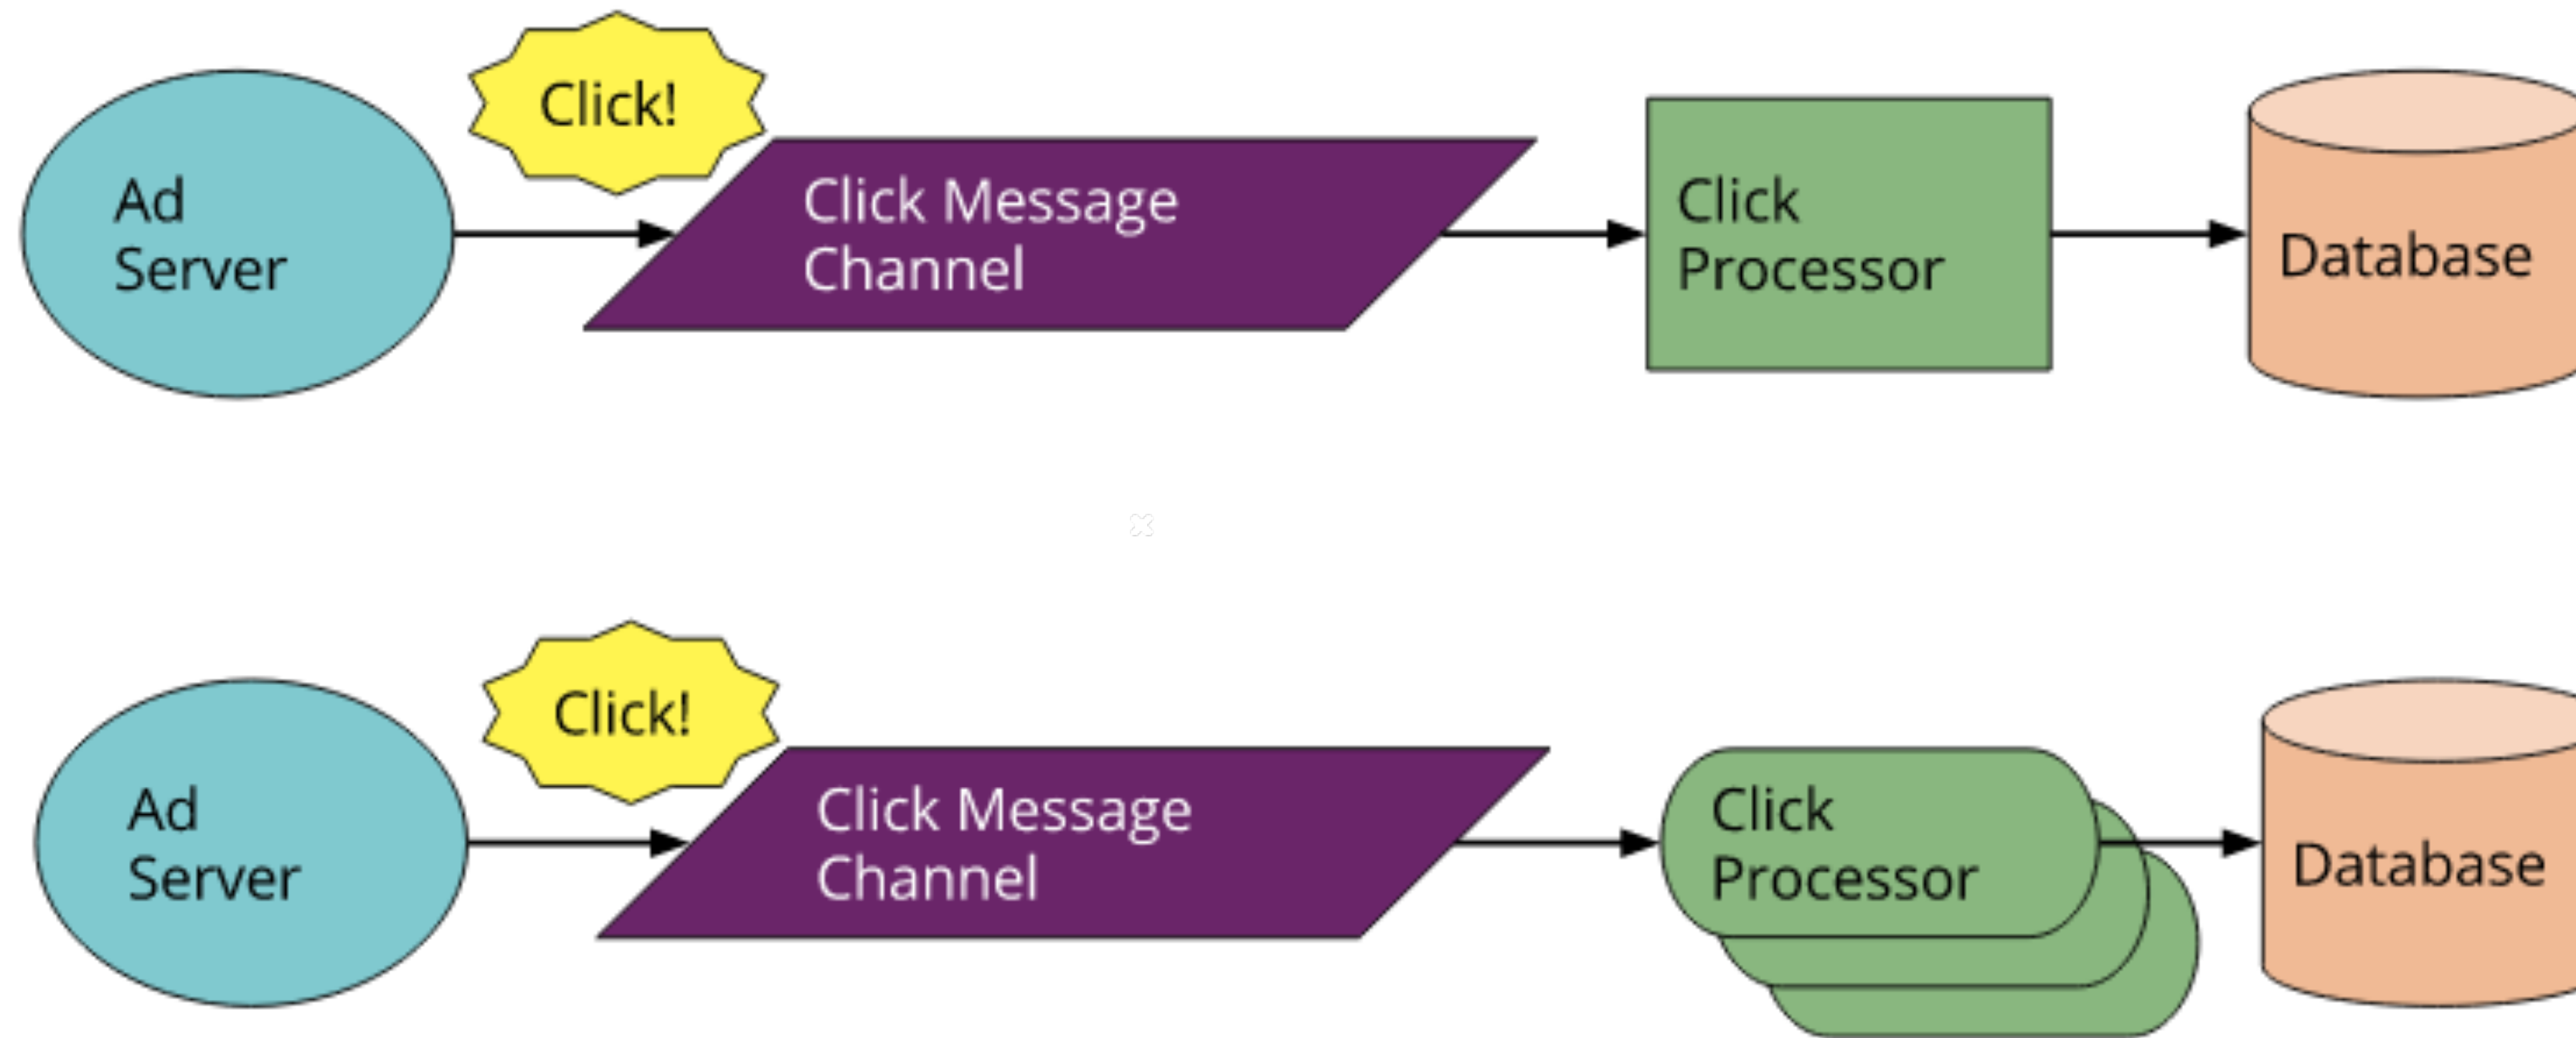 Click!
Ad
Server
Click Message
Channel
Click
Processor
Database
Click!
Ad
Server
Click Message
Channel
Click
Processor
Database